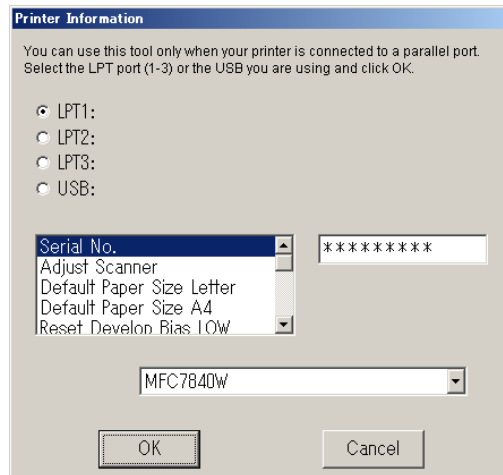 Printer Information
You can use this tool only when your printer is connected to a parallel port.
Select the LPT port (1-3) or the USB you are using and click OK.
LPT1:
LPT2:
LPT3:
USB:
Serial No.
Adjust Scanner
Default Paper Size Letter
Default Paper Size A4
Reset Develop Bias LOW
*********
MFC7840W
OK
Cancel